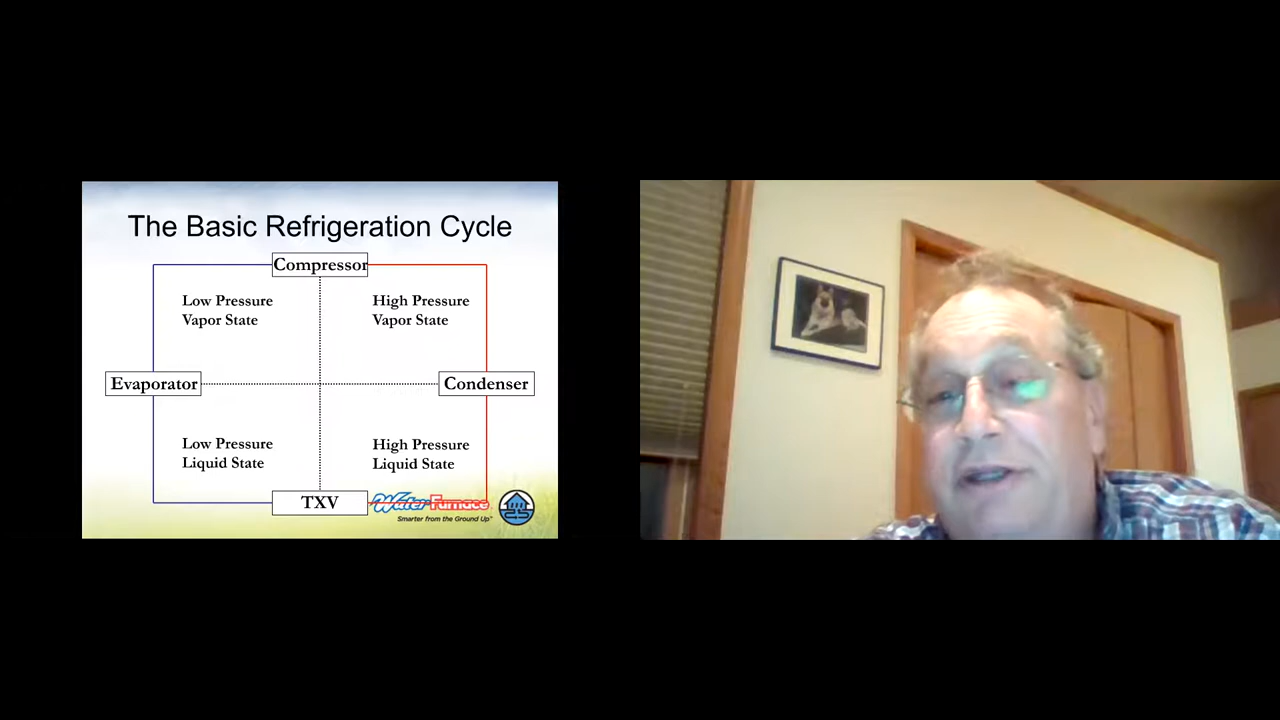 The Basic Refrigeration Cycle
Compressor
Low Pressure
Vapor State
High Pressure
Vapor State
Evaporator
Condenser
Low Pressure
Liquid State
High Pressure
Liquid State
TXV
WaterFurnace
Smarter from the Ground Up™